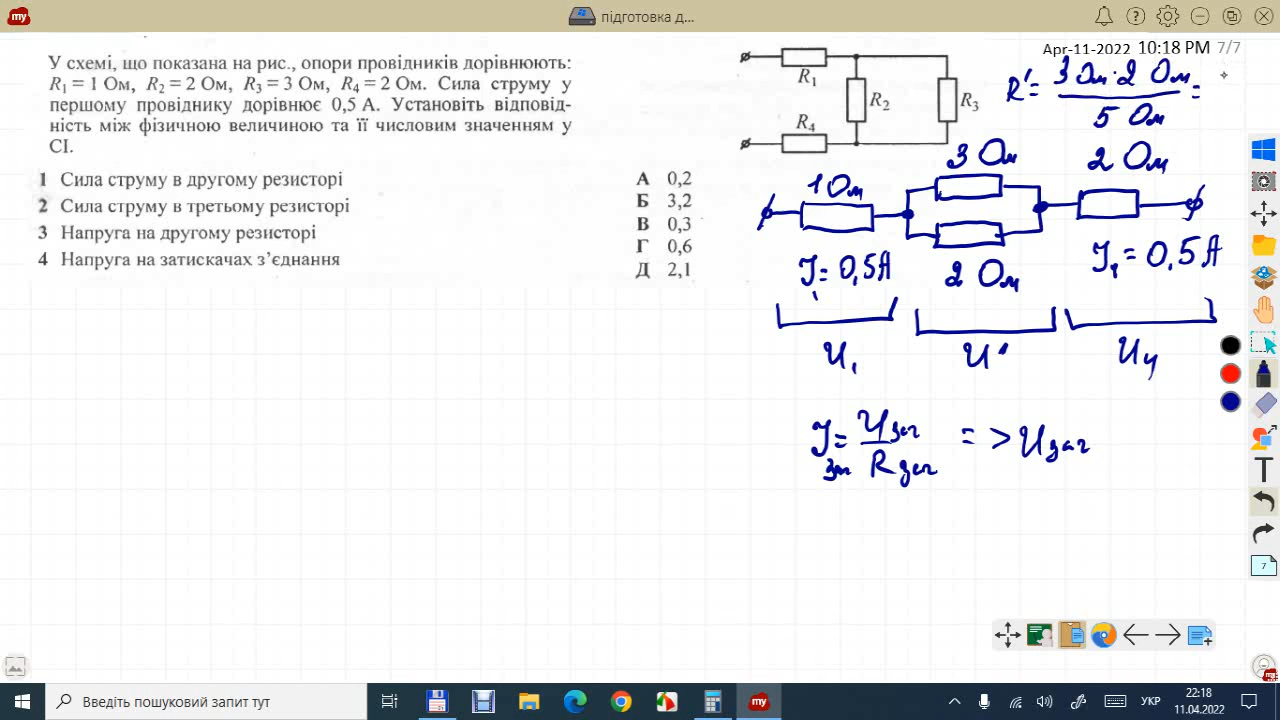 my
підготовка д...
Apr-11-2022 10:18 PM 7/7
У схемі, що показана на рис., опори провідників дорівнюють:
R₁ = 1 Ом, R₂ = 2 Ом, R₃ = 3 Ом, R₄ = 2 Ом. Сила струму у
першому провіднику дорівнює 0,5 А. Установіть відповід-
ність між фізичною величиною та її числовим значенням у
СІ.
1 Сила струму в другому резисторі
2 Сила струму в третьому резисторі
3 Напруга на другому резисторі
4 Напруга на затискачах з’єднання
А 0,2
Б 3,2
В 0,3
Г 0,6
Д 2,1
R₁
R₂
R₃
R₄
R' = 3 Ом · 2 Ом / 5 Ом =
1 Ом
3 Ом
2 Ом
I₁ = 0,5 А
2 Ом
I₁ = 0,5 А
U₁
U'
U₄
I заг = U заг / R заг => U заг
7
Введіть пошуковий запит тут
my
УКР
22:18
11.04.2022